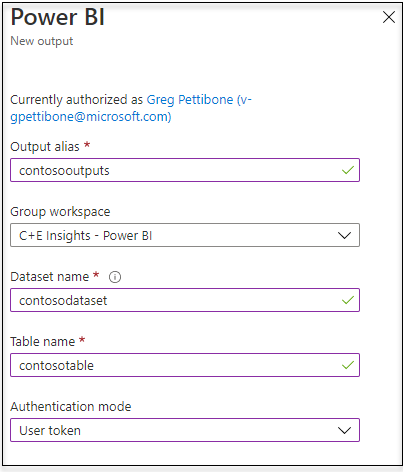 Power BI
New output
Currently authorized as Greg Pettibone (v-
gpettibone@microsoft.com)
Output alias *
contosooutputs
Group workspace
C+E Insights - Power BI
Dataset name *
contosodataset
Table name *
contosotable
Authentication mode
User token